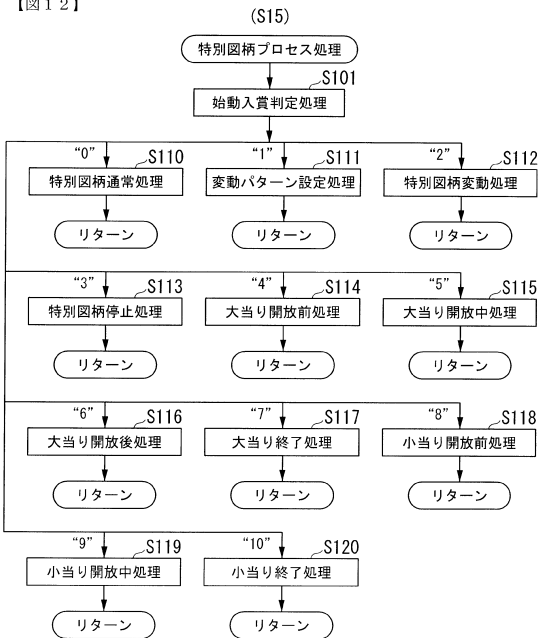 【図１２】
(S15)
特別図柄プロセス処理
S101
始動入賞判定処理
“0” S110
特別図柄通常処理
リターン
“1” S111
変動パターン設定処理
リターン
“2” S112
特別図柄変動処理
リターン
“3” S113
特別図柄停止処理
リターン
“4” S114
大当り開放前処理
リターン
“5” S115
大当り開放中処理
リターン
“6” S116
大当り開放後処理
リターン
“7” S117
大当り終了処理
リターン
“8” S118
小当り開放前処理
リターン
“9” S119
小当り開放中処理
リターン
“10” S120
小当り終了処理
リターン